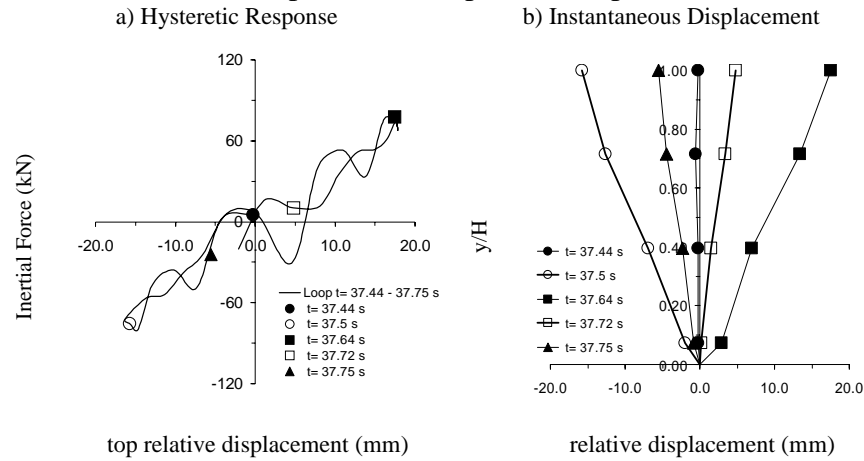 a) Hysteretic Response
b) Instantaneous Displacement
Inertial Force (kN)
120
60
0
-60
-120
-20.0 -10.0 0.0 10.0 20.0
Loop t= 37.44 - 37.75 s
t= 37.44 s
t= 37.5 s
t= 37.64 s
t= 37.72 s
t= 37.75 s
top relative displacement (mm)
y/H
1.00
0.80
0.60
0.40
0.20
0.00
-20.0 -10.0 0.0 10.0 20.0
t= 37.44 s
t= 37.5 s
t= 37.64 s
t= 37.72 s
t= 37.75 s
relative displacement (mm)